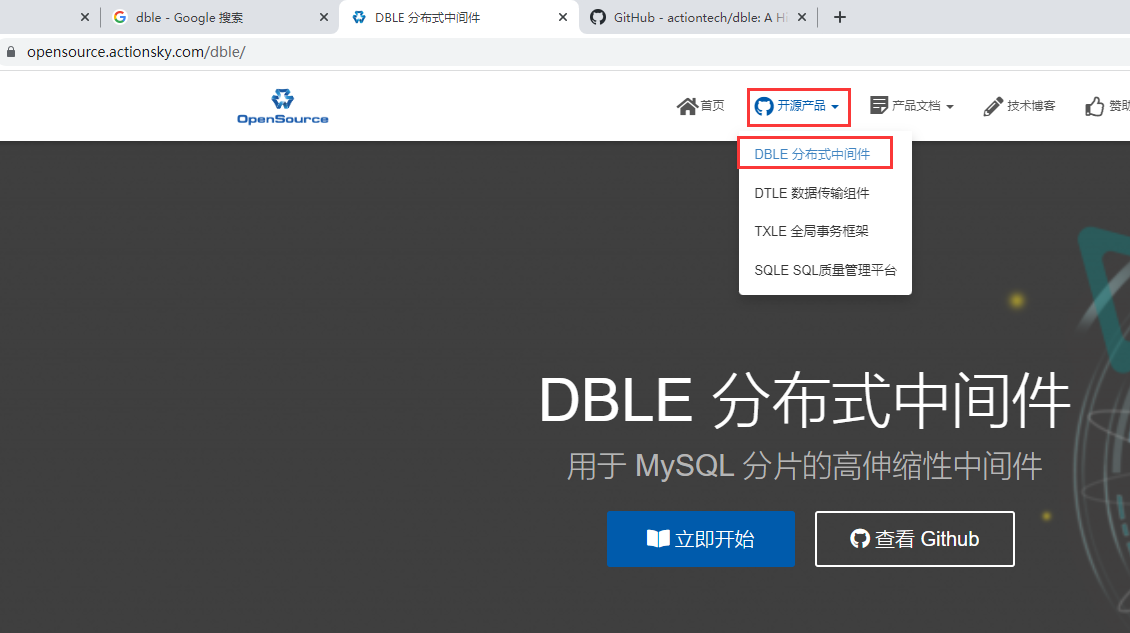 dble - Google 搜索
DBLE 分布式中间件
GitHub - actiontech/dble: A Hi
opensource.actionsky.com/dble/
OpenSource
首页
开源产品
产品文档
技术博客
赞助
DBLE 分布式中间件
DTLE 数据传输组件
TXLE 全局事务框架
SQLE SQL质量管理平台
DBLE 分布式中间件
用于 MySQL 分片的高伸缩性中间件
立即开始
查看 Github